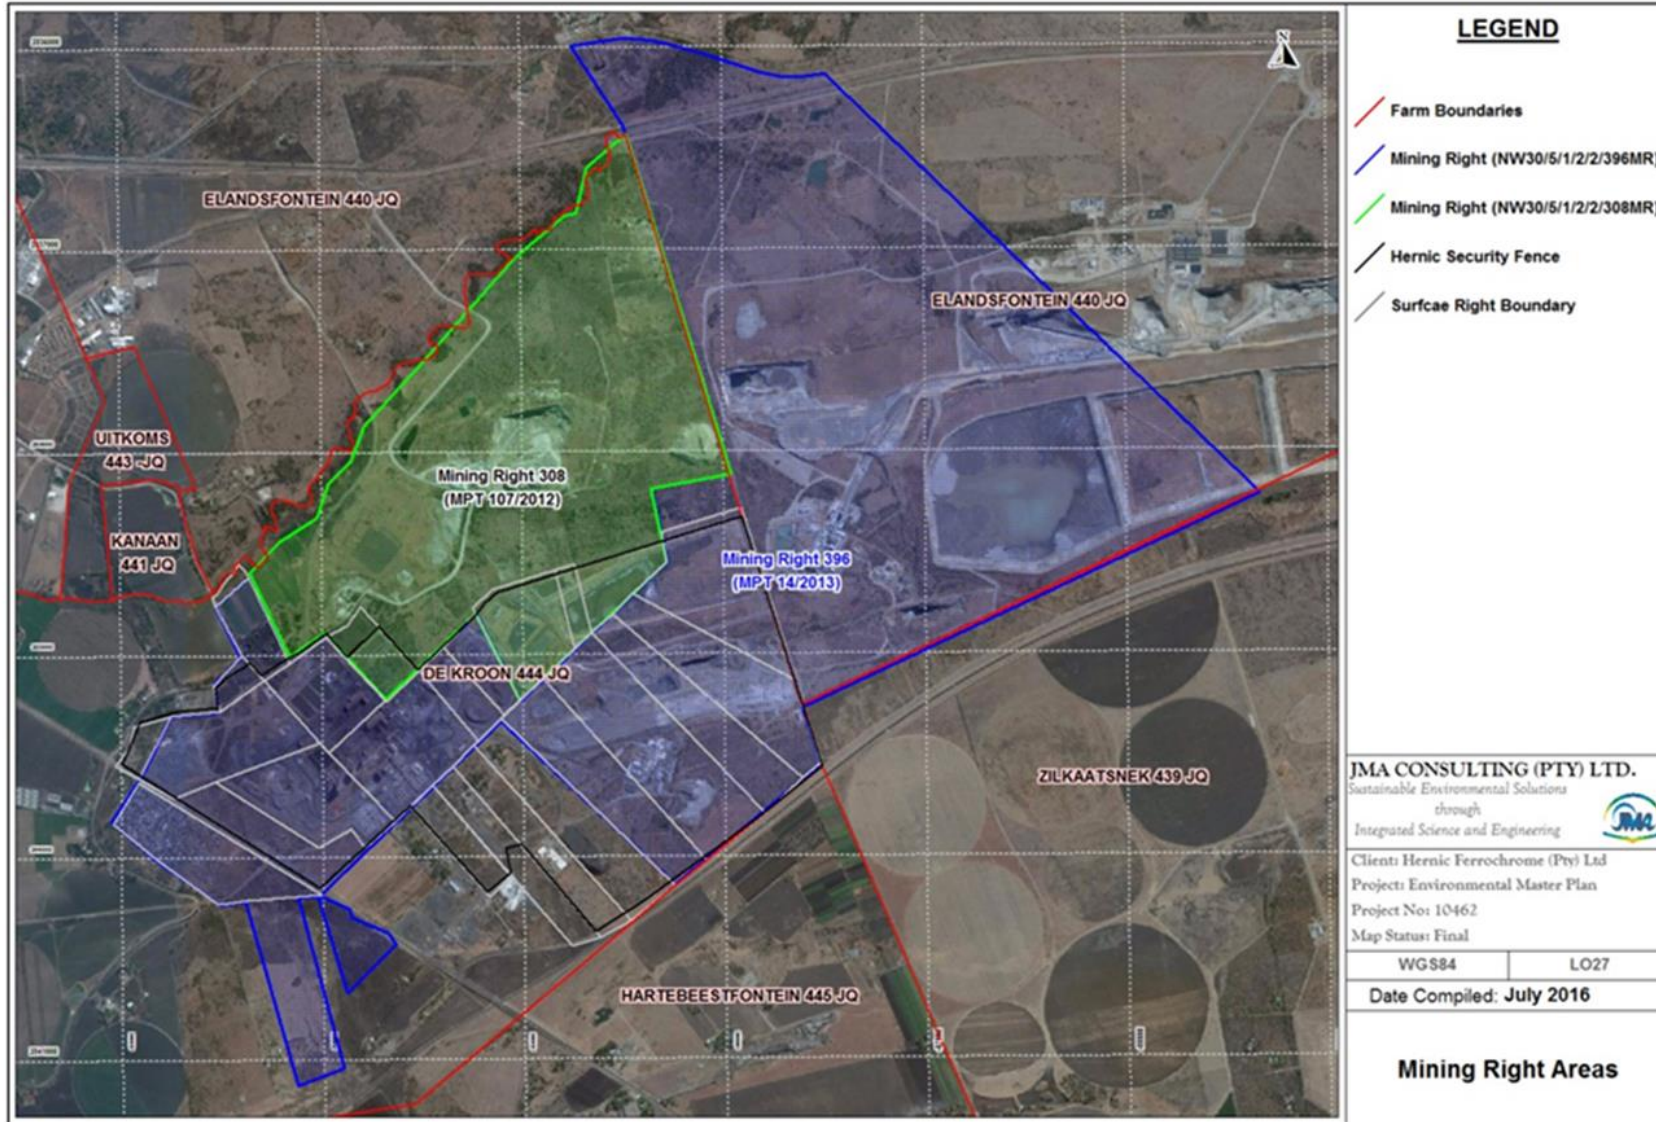 LEGEND
N
Farm Boundaries
Mining Right (NW30/5/1/2/2/396MR)
Mining Right (NW30/5/1/2/2/308MR)
Hernic Security Fence
Surfcae Right Boundary
ELANDSFONTEIN 440 JQ
ELANDSFONTEIN 440 JQ
UITKOMS
443 -JQ
Mining Right 308
(MPT 107/2012)
KANAAN
441 JQ
Mining Right 396
(MPT 14/2013)
DE KROON 444 JQ
ZILKAATSNEK 439 JQ
HARTEBEESTFONTEIN 445 JQ
JMA CONSULTING (PTY) LTD.
Sustainable Environmental Solutions
through
Integrated Science and Engineering
JMA
Client: Hernic Ferrochrome (Pty) Ltd
Project: Environmental Master Plan
Project No: 10462
Map Status: Final
WGS84 LO27
Date Compiled: July 2016
Mining Right Areas